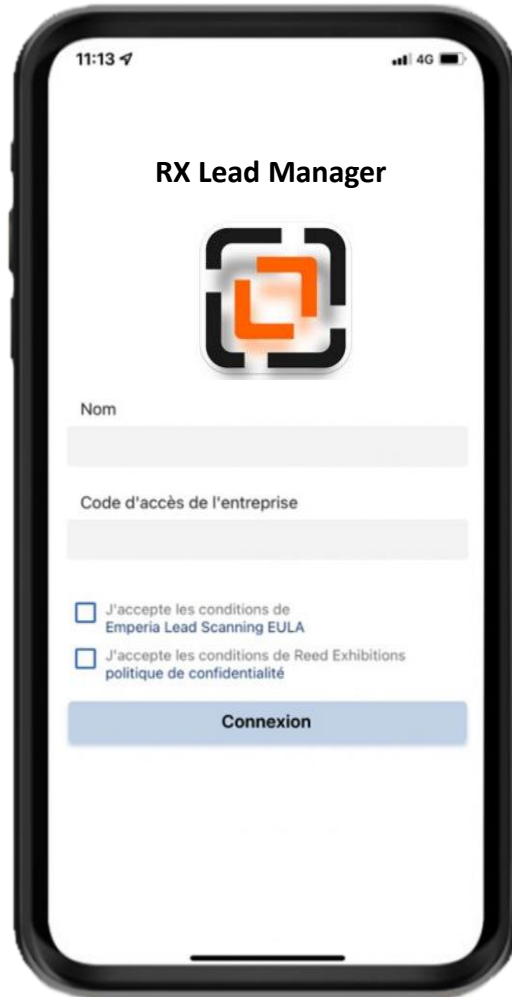 11:13
4G
RX Lead Manager
Nom
Code d'accès de l'entreprise
J'accepte les conditions de
Emperia Lead Scanning EULA
J'accepte les conditions de Reed Exhibitions
politique de confidentialité
Connexion